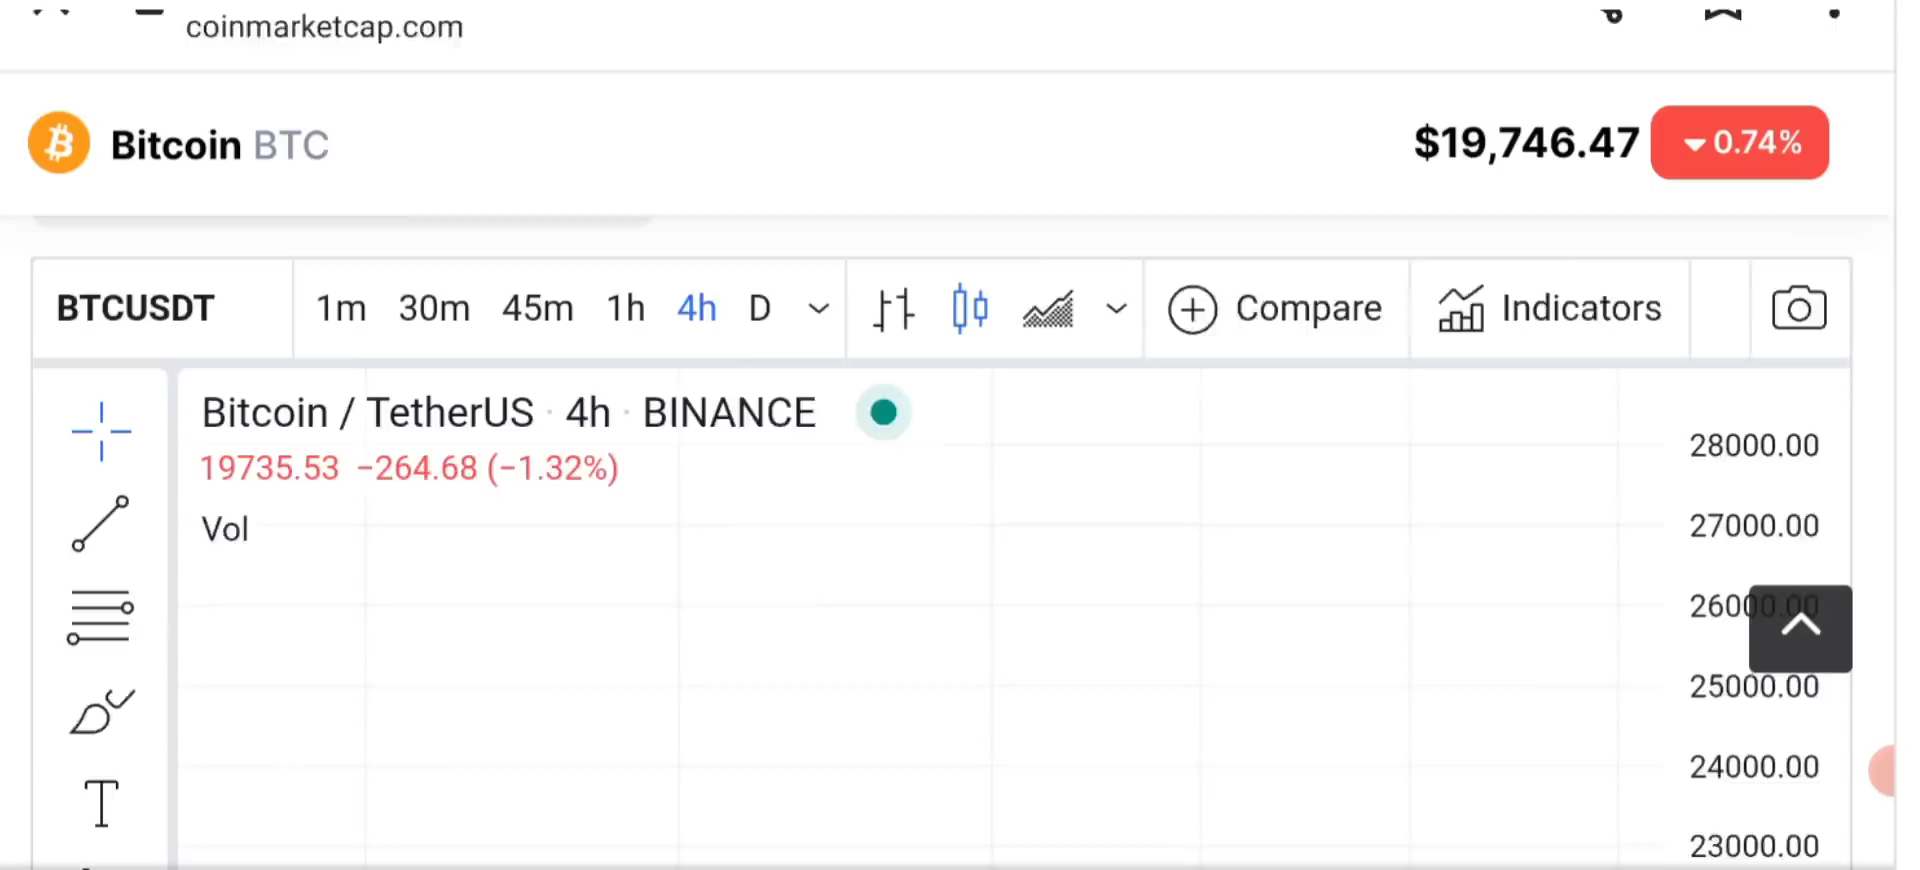 coinmarketcap.com
Bitcoin BTC
$19,746.47 0.74%
BTCUSDT 1m 30m 45m 1h 4h D Compare Indicators
Bitcoin / TetherUS · 4h · BINANCE
19735.53 −264.68 (−1.32%)
Vol
28000.00
27000.00
26000.00
25000.00
24000.00
23000.00